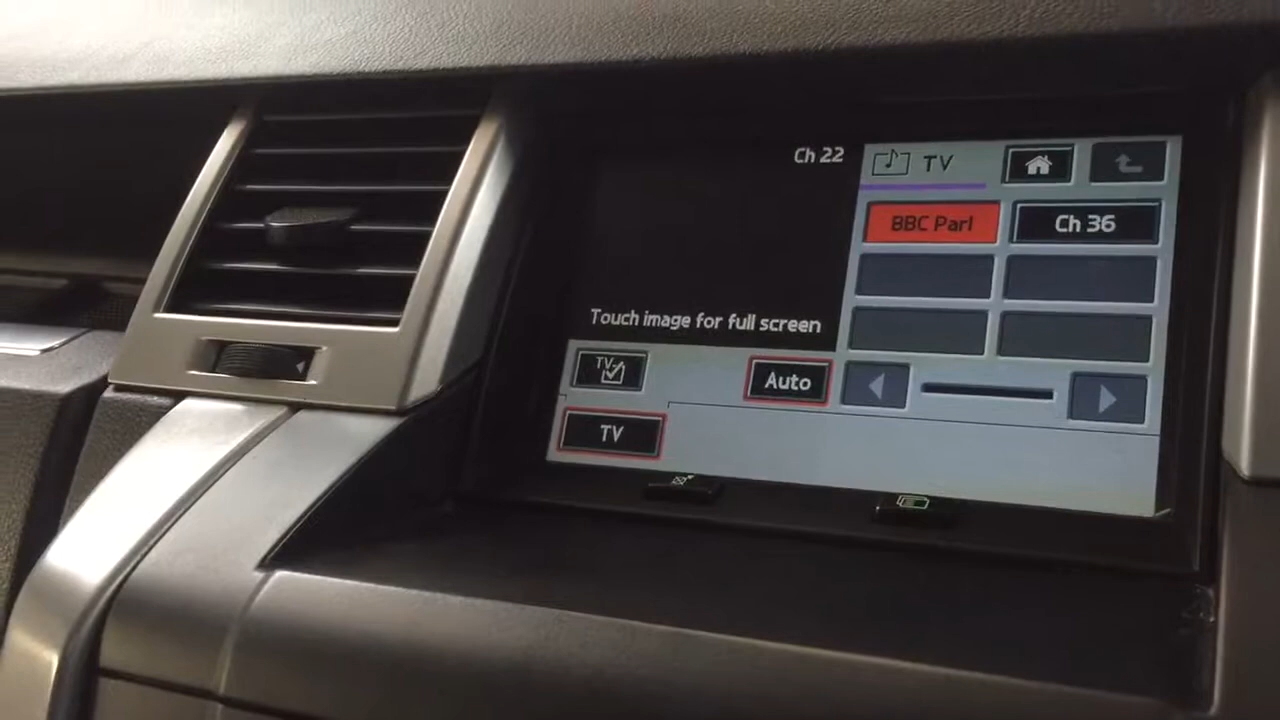 Ch 22
TV
BBC Parl
Ch 36
Touch image for full screen
TV
Auto
TV